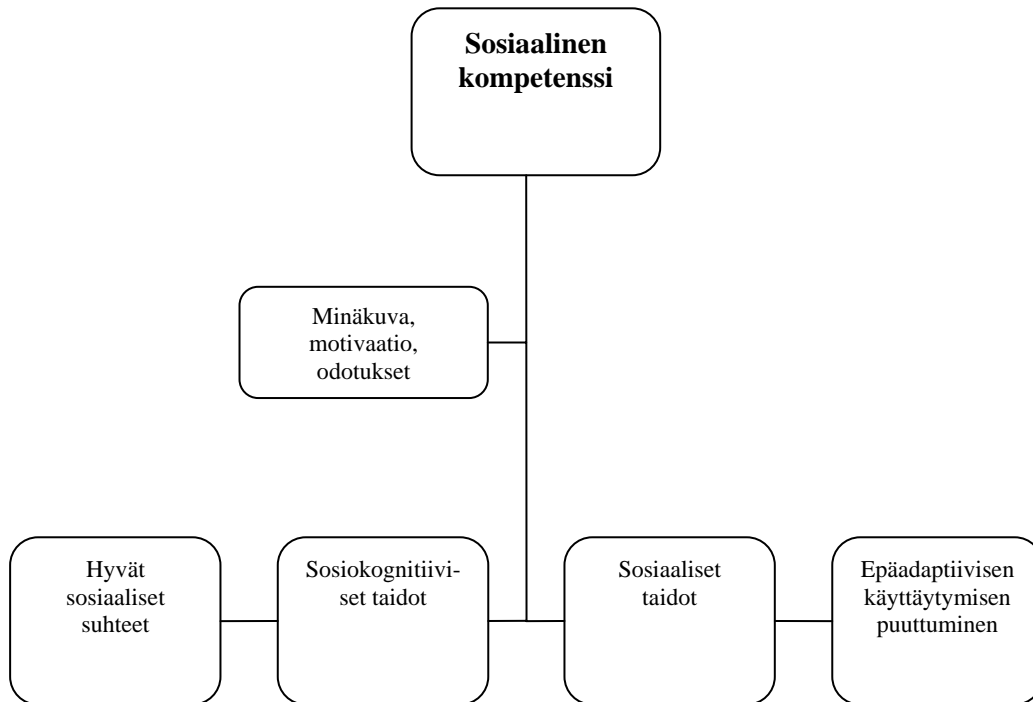 Sosiaalinen
kompetenssi
Minäkuva,
motivaatio,
odotukset
Hyvät
sosiaaliset
suhteet
Sosiokognitiivi-
set taidot
Sosiaaliset
taidot
Epäadaptiivisen
käyttäytymisen
puuttuminen